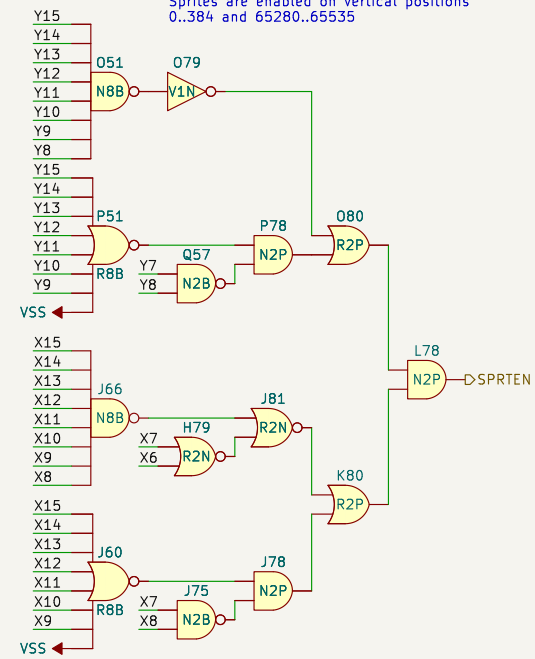 Sprites are enabled on vertical positions
0..384 and 65280..65535
Y15
Y14
Y13
Y12
Y11
Y10
Y9
Y8
O51
N8B
O79
V1N
Y15
Y14
Y13
Y12
Y11
Y10
Y9
VSS
P51
R8B
Y7
Y8
Q57
N2B
P78
N2P
O80
R2P
X15
X14
X13
X12
X11
X10
X9
X8
J66
N8B
X7
X6
H79
R2N
J81
R2N
L78
N2P
SPRTEN
K80
R2P
X15
X14
X13
X12
X11
X10
X9
VSS
J60
R8B
X7
X8
J75
N2B
J78
N2P